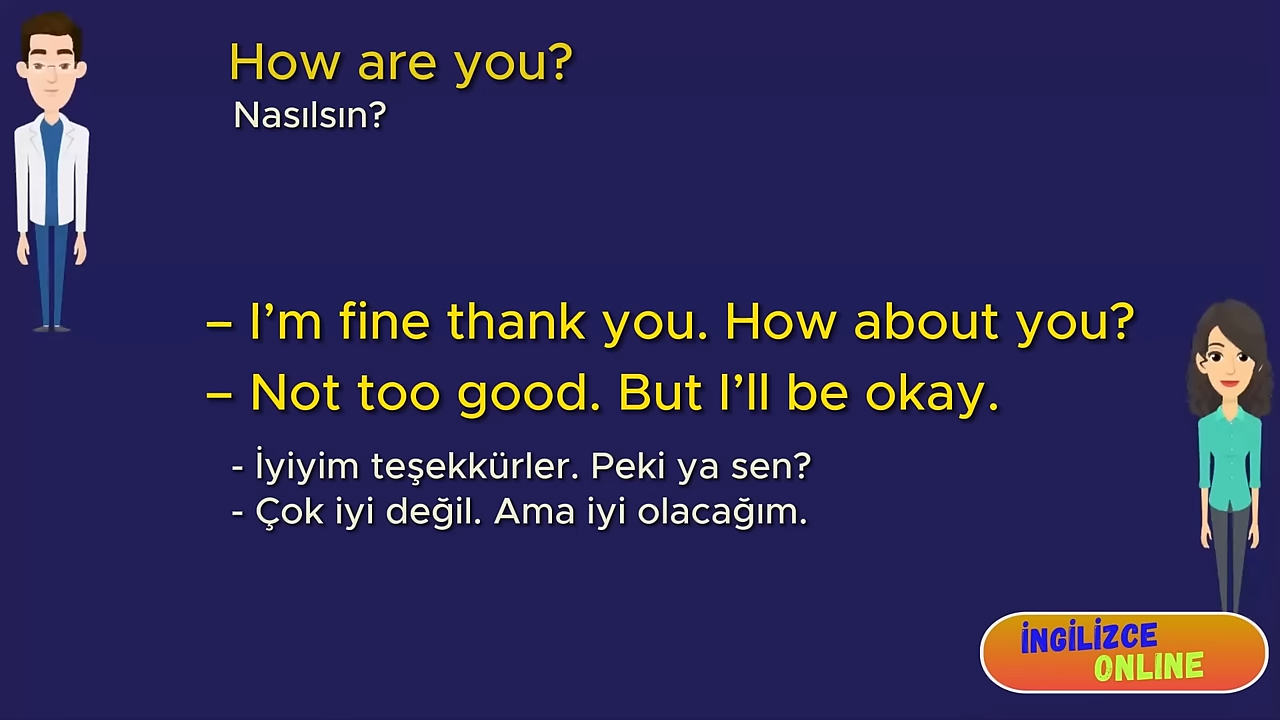 How are you?
Nasılsın?
– I’m fine thank you. How about you?
– Not too good. But I’ll be okay.
- İyiyim teşekkürler. Peki ya sen?
- Çok iyi değil. Ama iyi olacağım.
İNGİLİZCE
ONLINE